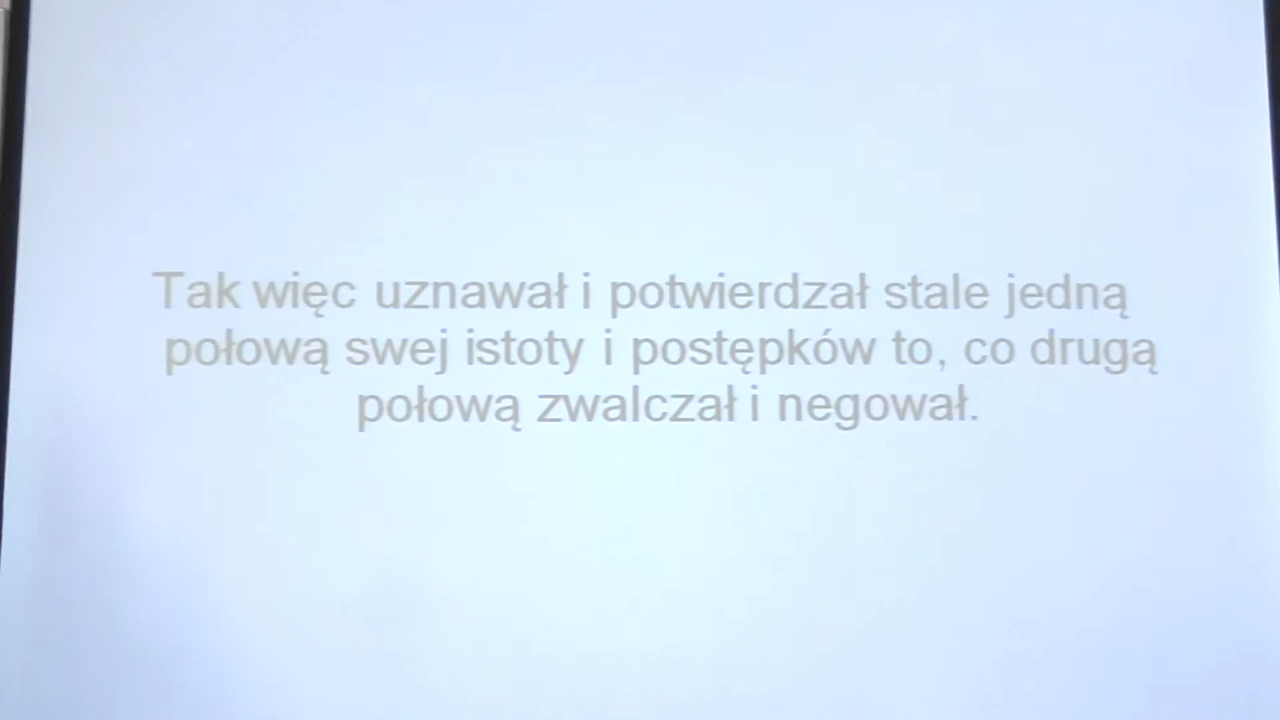 Tak więc uznawał i potwierdzał stale jedną
połową swej istoty i postępków to, co drugą
połową zwalczał i negował.